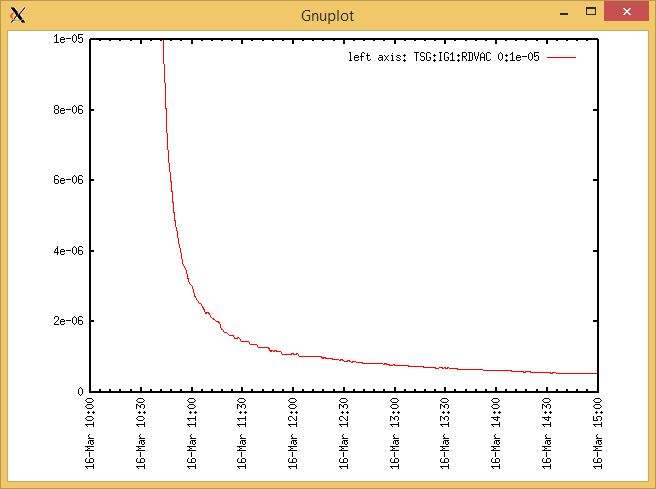 Gnuplot
left axis: TSG:IG1:RDVAC 0:1e-05
1e-05
8e-06
6e-06
4e-06
2e-06
0
16-Mar 10:00
16-Mar 10:30
16-Mar 11:00
16-Mar 11:30
16-Mar 12:00
16-Mar 12:30
16-Mar 13:00
16-Mar 13:30
16-Mar 14:00
16-Mar 14:30
16-Mar 15:00